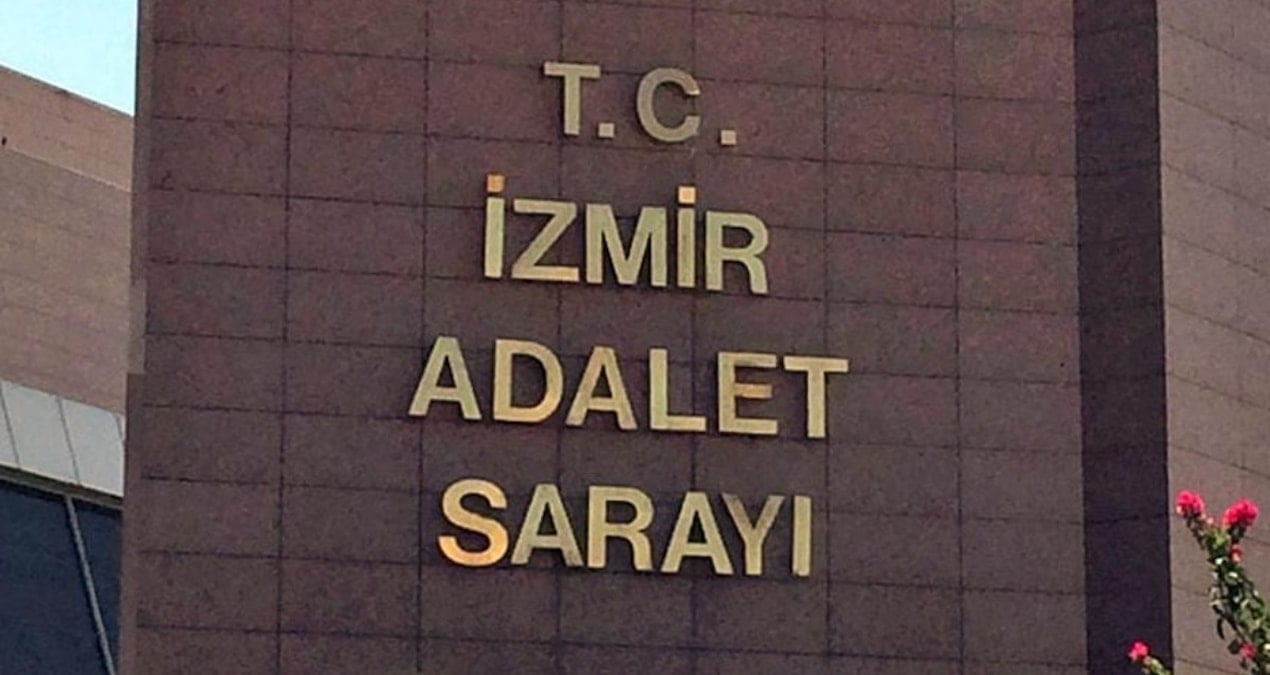 T.C.
İZMİR
ADALET
SARAYI